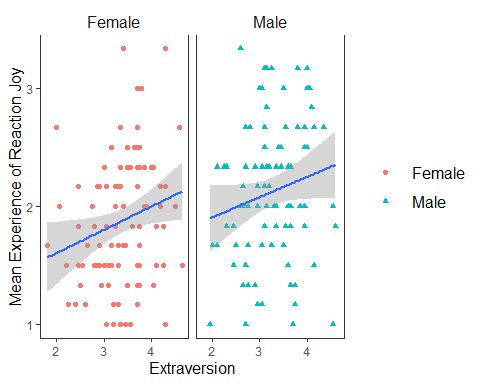 Female Male
Mean Experience of Reaction Joy
3
2
1
2 3 4 2 3 4
Extraversion
Female
Male